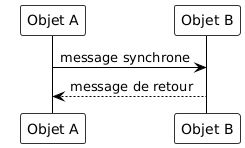 Objet A Objet B
message synchrone
message de retour
Objet A Objet B